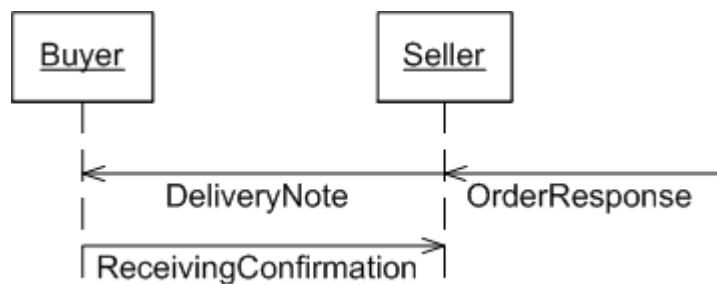 Buyer
Seller
DeliveryNote
OrderResponse
ReceivingConfirmation